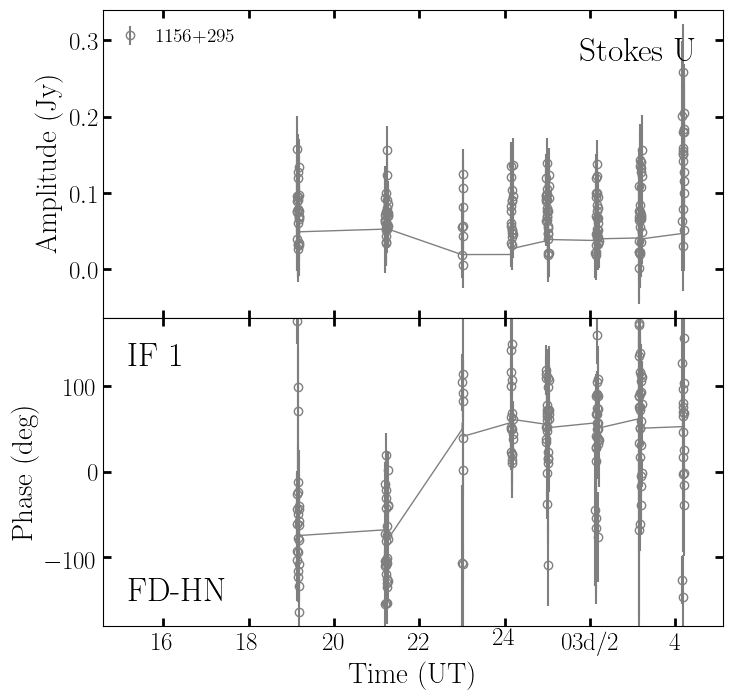 1156+295
Stokes U
0.3
0.2
0.1
0.0
Amplitude (Jy)
IF 1
100
0
−100
Phase (deg)
FD-HN
16 18 20 22 24 03d/2 4
Time (UT)